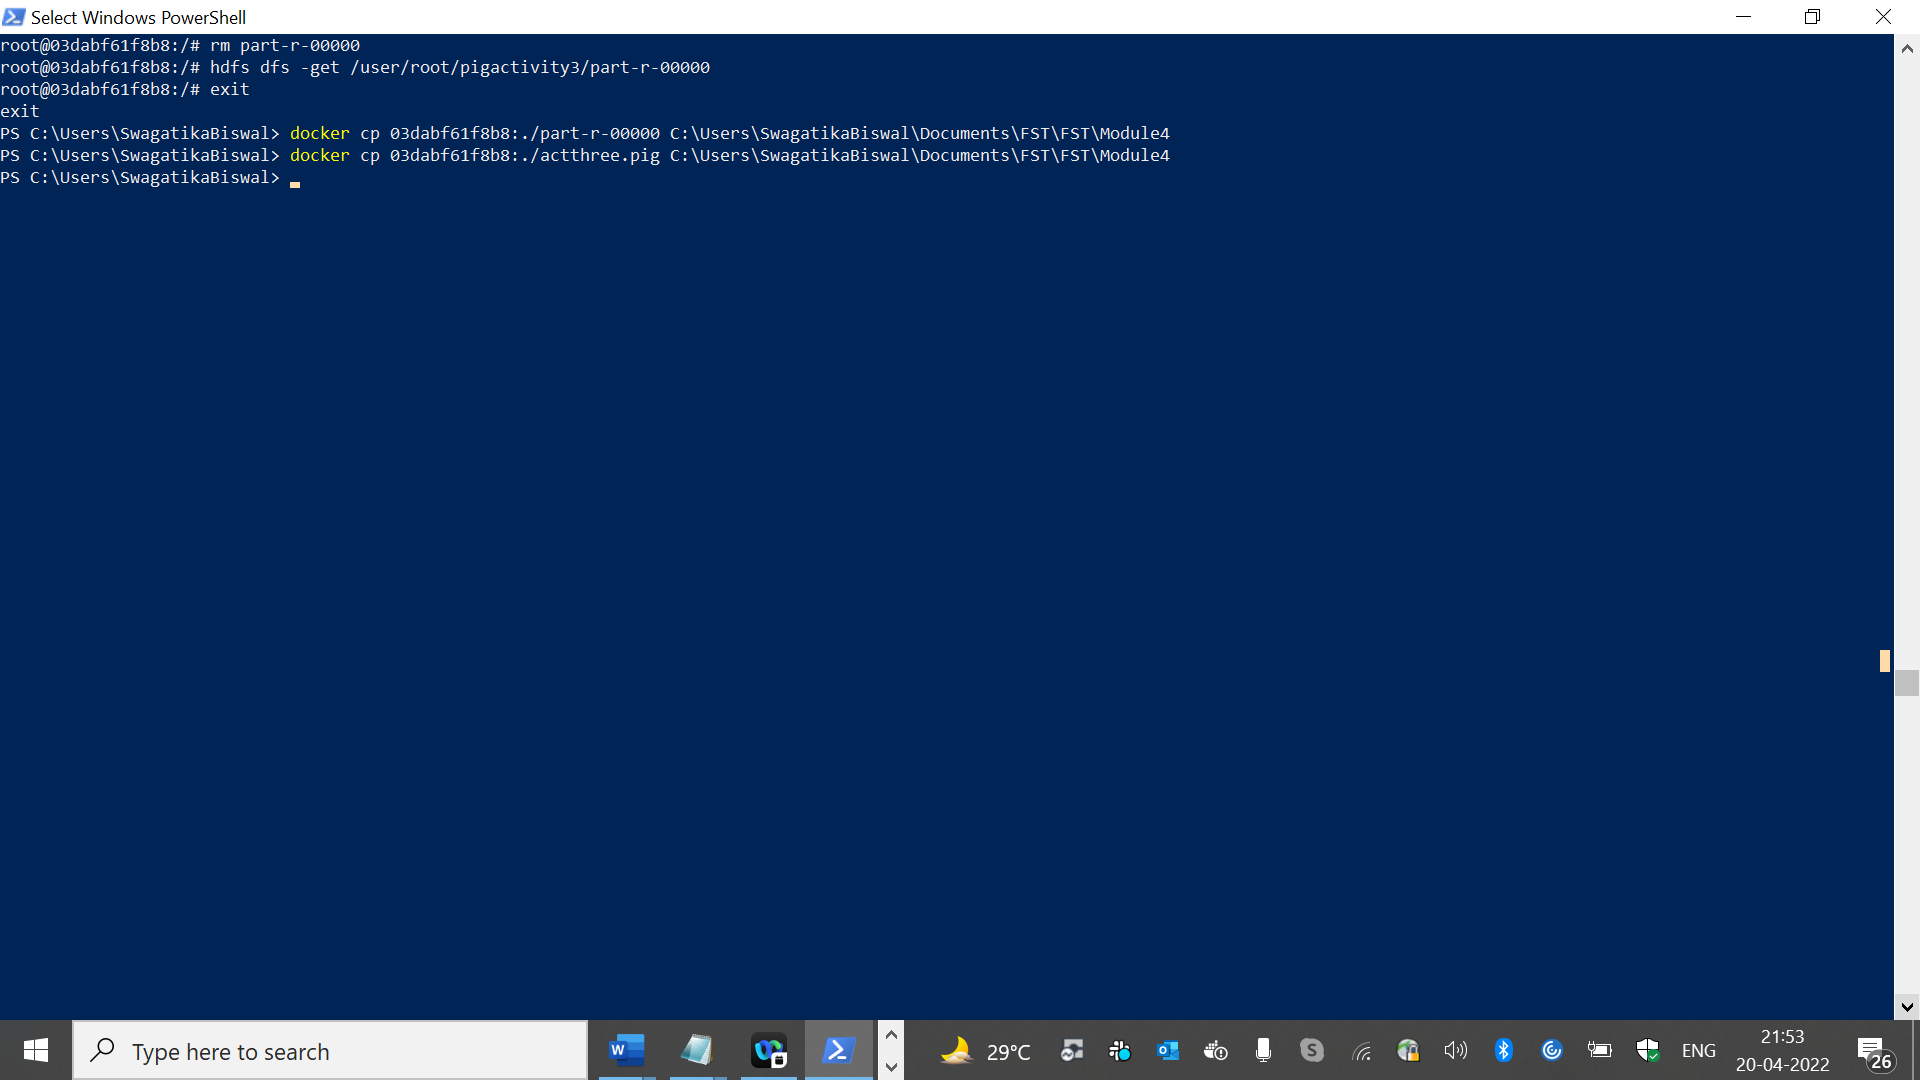 Select Windows PowerShell
root@03dabf61f8b8:/# rm part-r-00000
root@03dabf61f8b8:/# hdfs dfs -get /user/root/pigactivity3/part-r-00000
root@03dabf61f8b8:/# exit
exit
PS C:\Users\SwagatikaBiswal> docker cp 03dabf61f8b8:./part-r-00000 C:\Users\SwagatikaBiswal\Documents\FST\FST\Module4
PS C:\Users\SwagatikaBiswal> docker cp 03dabf61f8b8:./actthree.pig C:\Users\SwagatikaBiswal\Documents\FST\FST\Module4
PS C:\Users\SwagatikaBiswal>
Type here to search
29°C
ENG
21:53
20-04-2022
26